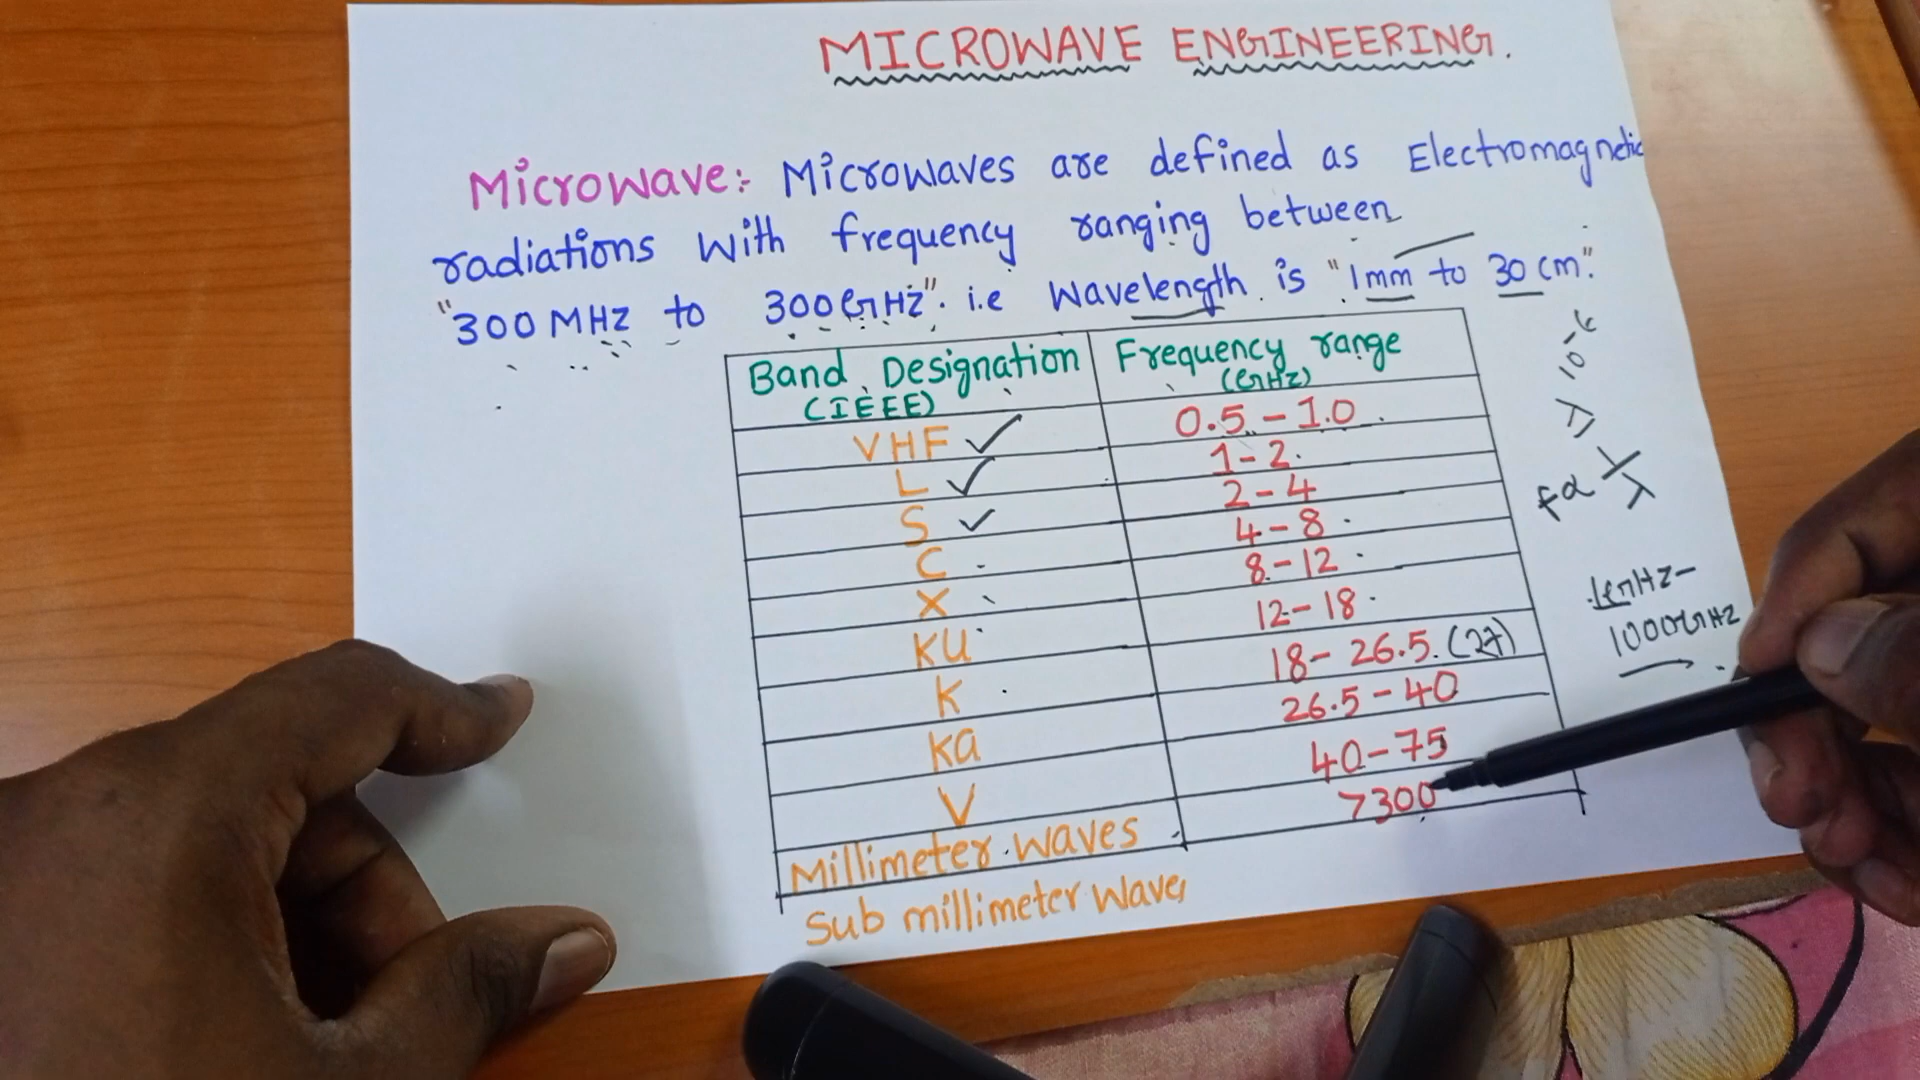 MICROWAVE ENGINEERING.
Microwave:- Microwaves are defined as Electromagnetic
radiations With frequency ranging between
"300 MHZ to 300GHZ". i.e Wavelength is "1mm to 30 cm".
Band Designation Frequency range
(IEEE) (GHZ)
VHF ✓ 0.5 - 1.0
L ✓ 1-2
S ✓ 2-4
C 4-8
X 8-12
KU 12-18
K 18-26.5 (27)
Ka 26.5-40
V 40-75
Millimeter waves >300
Sub millimeter Waves
f α 1/λ
1GHZ-
1000GHZ